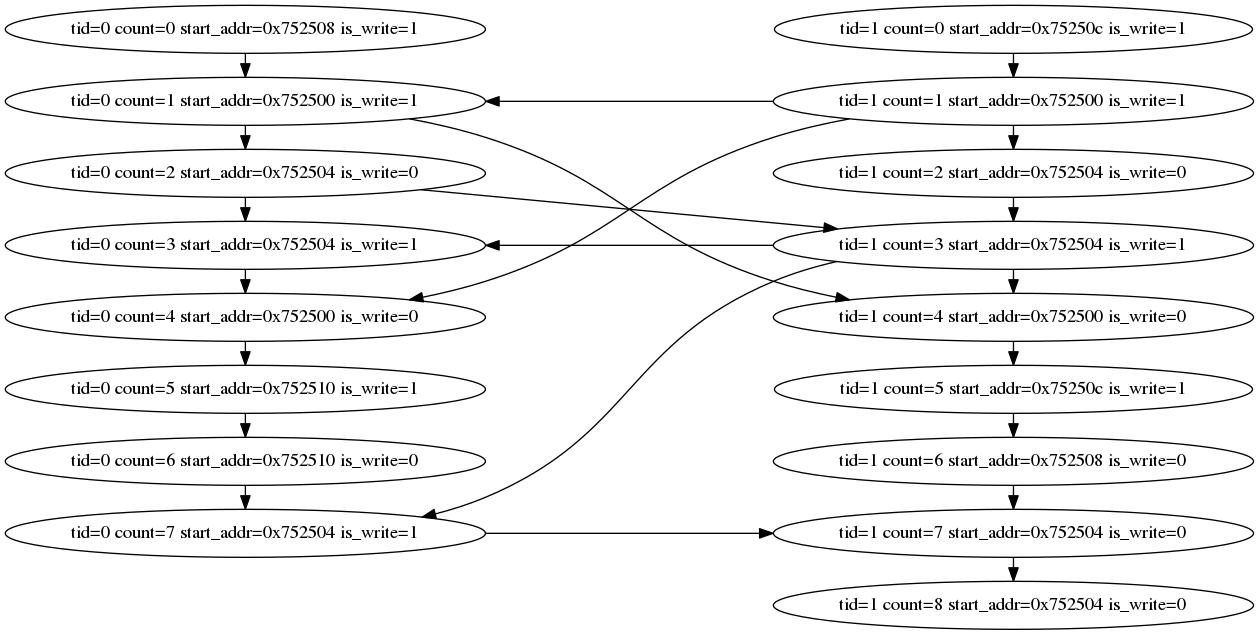 tid=0 count=0 start_addr=0x752508 is_write=1
tid=1 count=0 start_addr=0x75250c is_write=1
tid=0 count=1 start_addr=0x752500 is_write=1
tid=1 count=1 start_addr=0x752500 is_write=1
tid=0 count=2 start_addr=0x752504 is_write=0
tid=1 count=2 start_addr=0x752504 is_write=0
tid=0 count=3 start_addr=0x752504 is_write=1
tid=1 count=3 start_addr=0x752504 is_write=1
tid=0 count=4 start_addr=0x752500 is_write=0
tid=1 count=4 start_addr=0x752500 is_write=0
tid=0 count=5 start_addr=0x752510 is_write=1
tid=1 count=5 start_addr=0x75250c is_write=1
tid=0 count=6 start_addr=0x752510 is_write=0
tid=1 count=6 start_addr=0x752508 is_write=0
tid=0 count=7 start_addr=0x752504 is_write=1
tid=1 count=7 start_addr=0x752504 is_write=0
tid=1 count=8 start_addr=0x752504 is_write=0